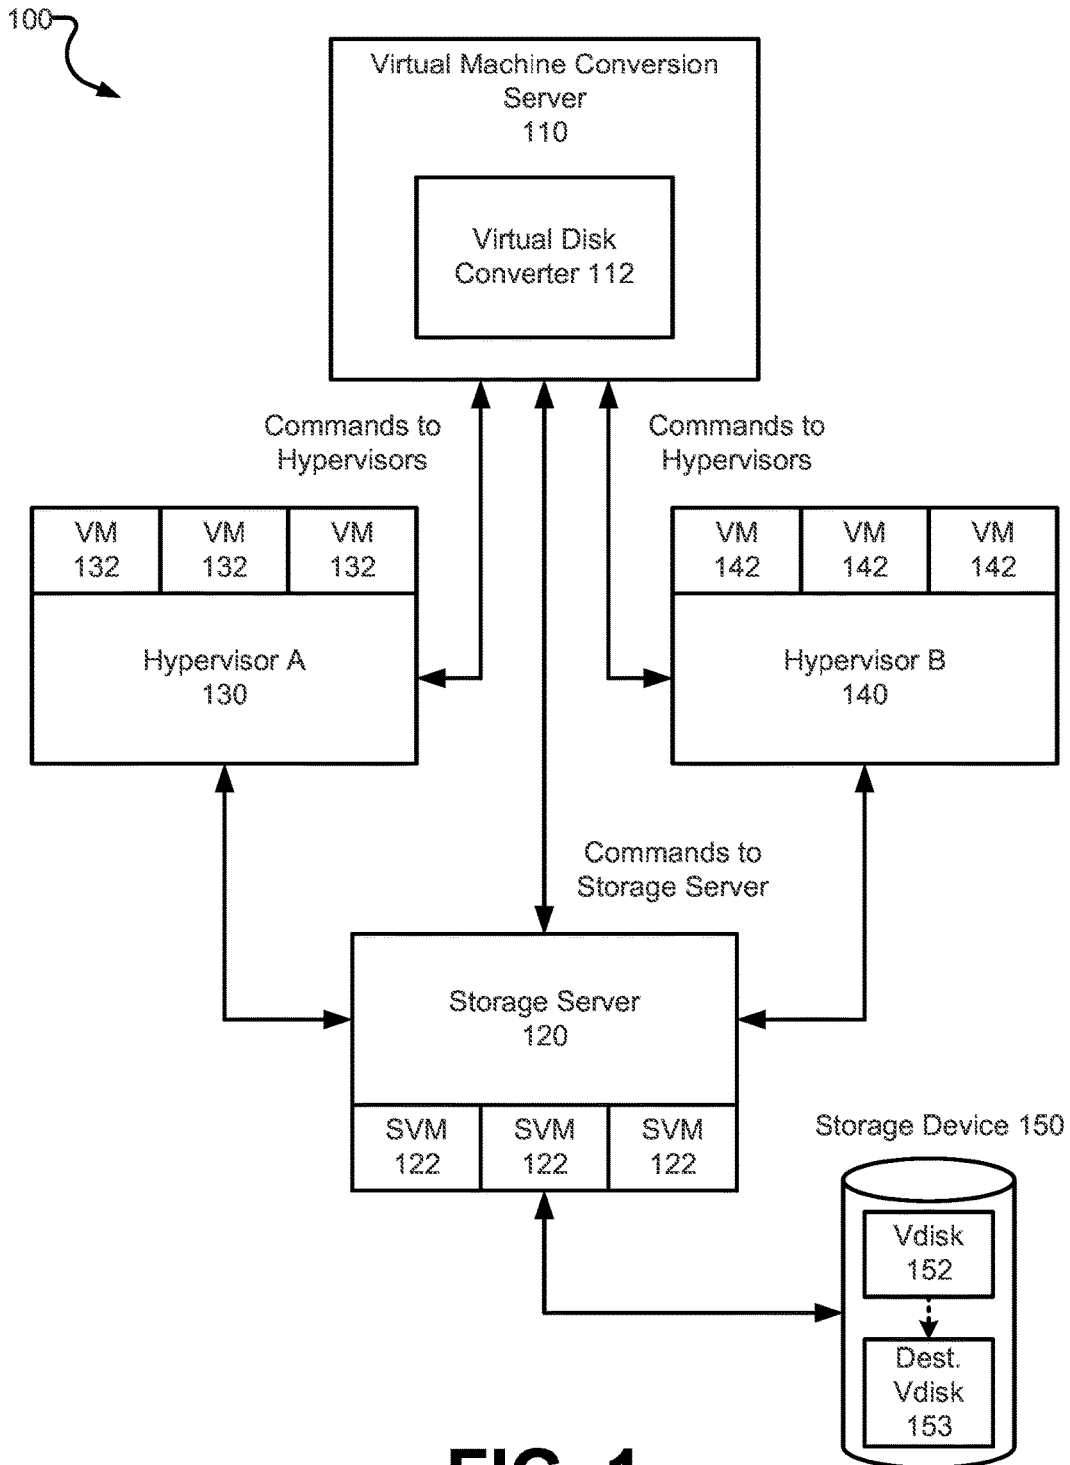 100
Virtual Machine Conversion
Server
110
Virtual Disk
Converter 112
Commands to
Hypervisors
Commands to
Hypervisors
VM
132
VM
132
VM
132
Hypervisor A
130
VM
142
VM
142
VM
142
Hypervisor B
140
Commands to
Storage Server
Storage Server
120
SVM
122
SVM
122
SVM
122
Storage Device 150
Vdisk
152
Dest.
Vdisk
153
FIG. 1